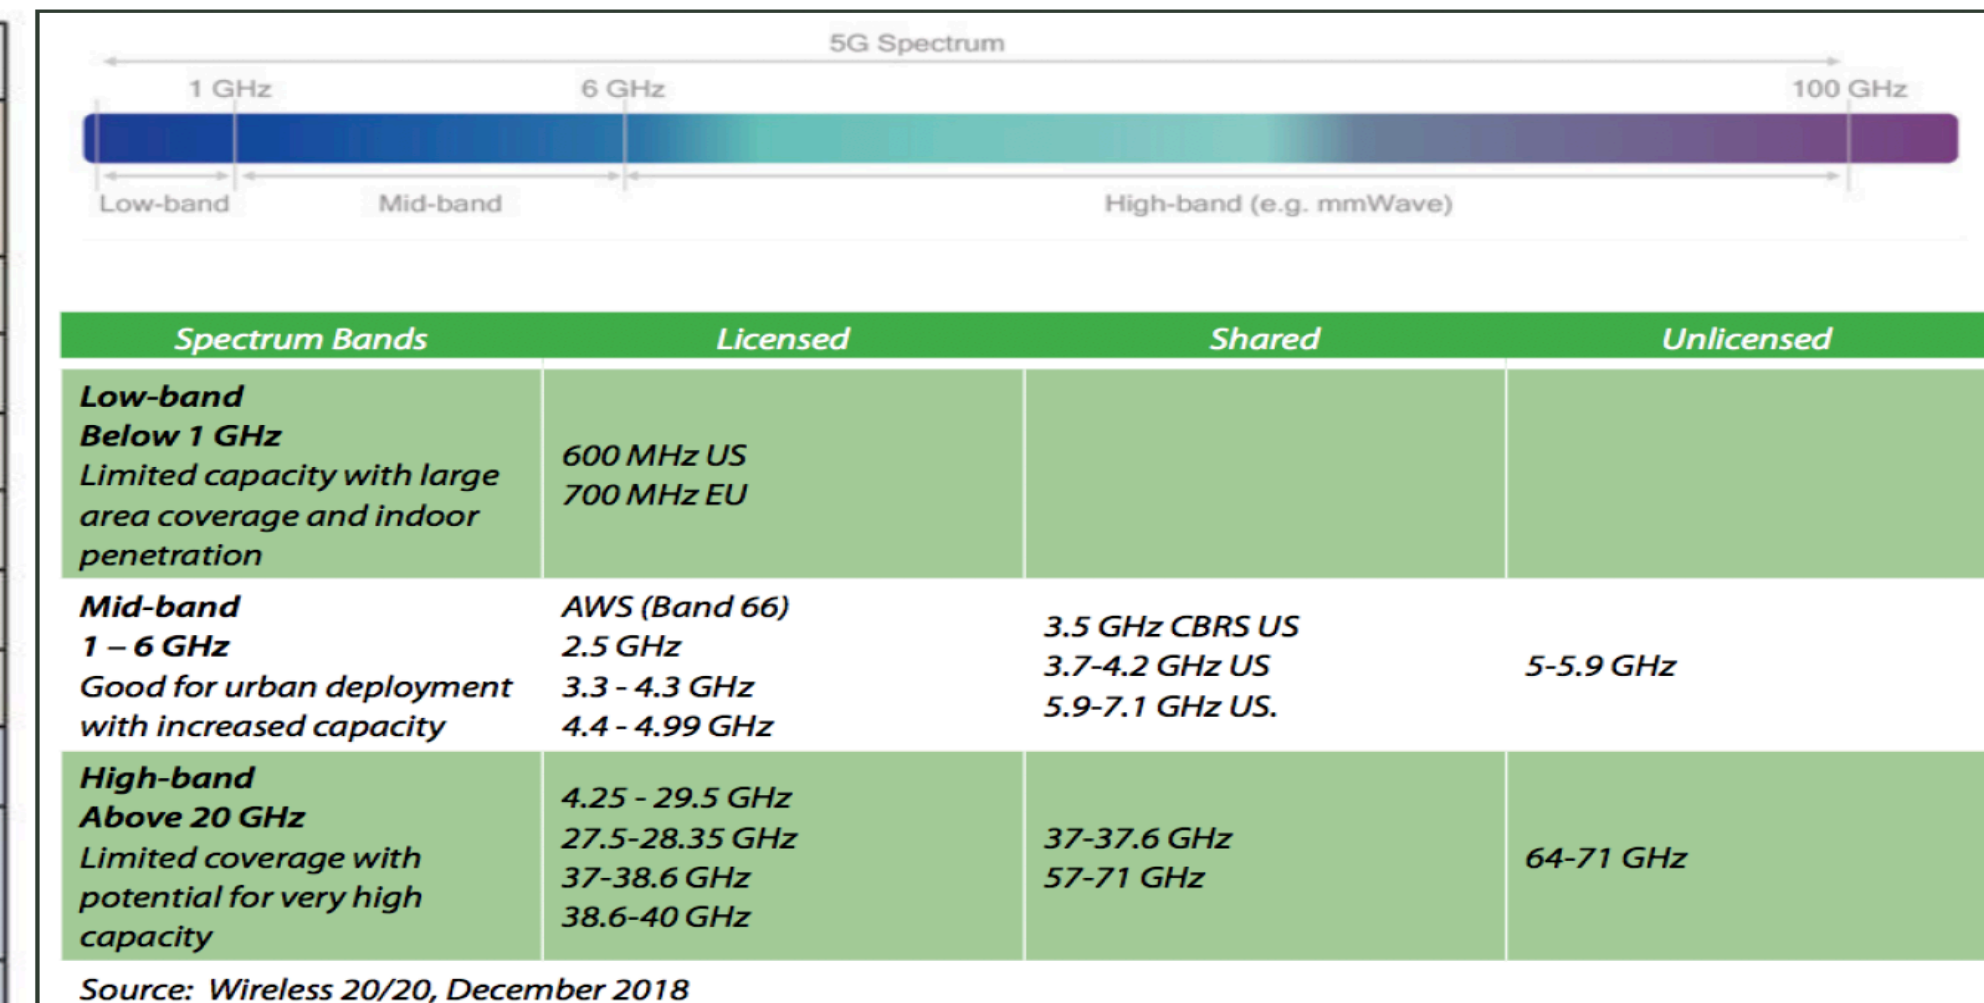 5G Spectrum
1 GHz 6 GHz 100 GHz
Low-band Mid-band High-band (e.g. mmWave)
Spectrum Bands Licensed Shared Unlicensed
Low-band
Below 1 GHz
Limited capacity with large
area coverage and indoor
penetration
600 MHz US
700 MHz EU
Mid-band
1 – 6 GHz
Good for urban deployment
with increased capacity
AWS (Band 66)
2.5 GHz
3.3 - 4.3 GHz
4.4 - 4.99 GHz
3.5 GHz CBRS US
3.7-4.2 GHz US
5.9-7.1 GHz US.
5-5.9 GHz
High-band
Above 20 GHz
Limited coverage with
potential for very high
capacity
4.25 - 29.5 GHz
27.5-28.35 GHz
37-38.6 GHz
38.6-40 GHz
37-37.6 GHz
57-71 GHz
64-71 GHz
Source: Wireless 20/20, December 2018